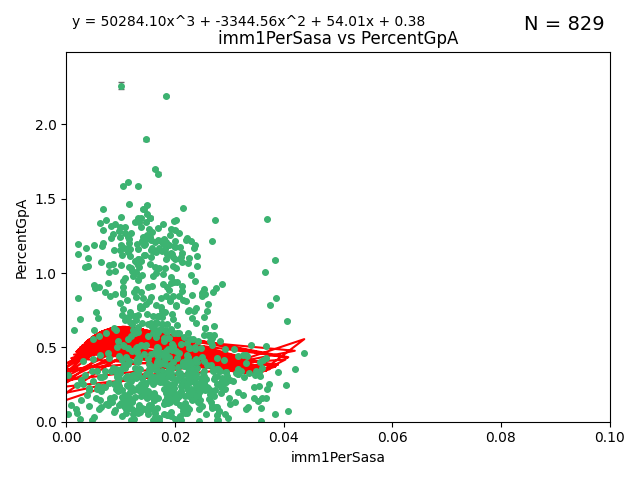 y = 50284.10x^3 + -3344.56x^2 + 54.01x + 0.38
N = 829
imm1PerSasa vs PercentGpA
PercentGpA
2.0
1.5
1.0
0.5
0.0
0.00 0.02 0.04 0.06 0.08 0.10
imm1PerSasa